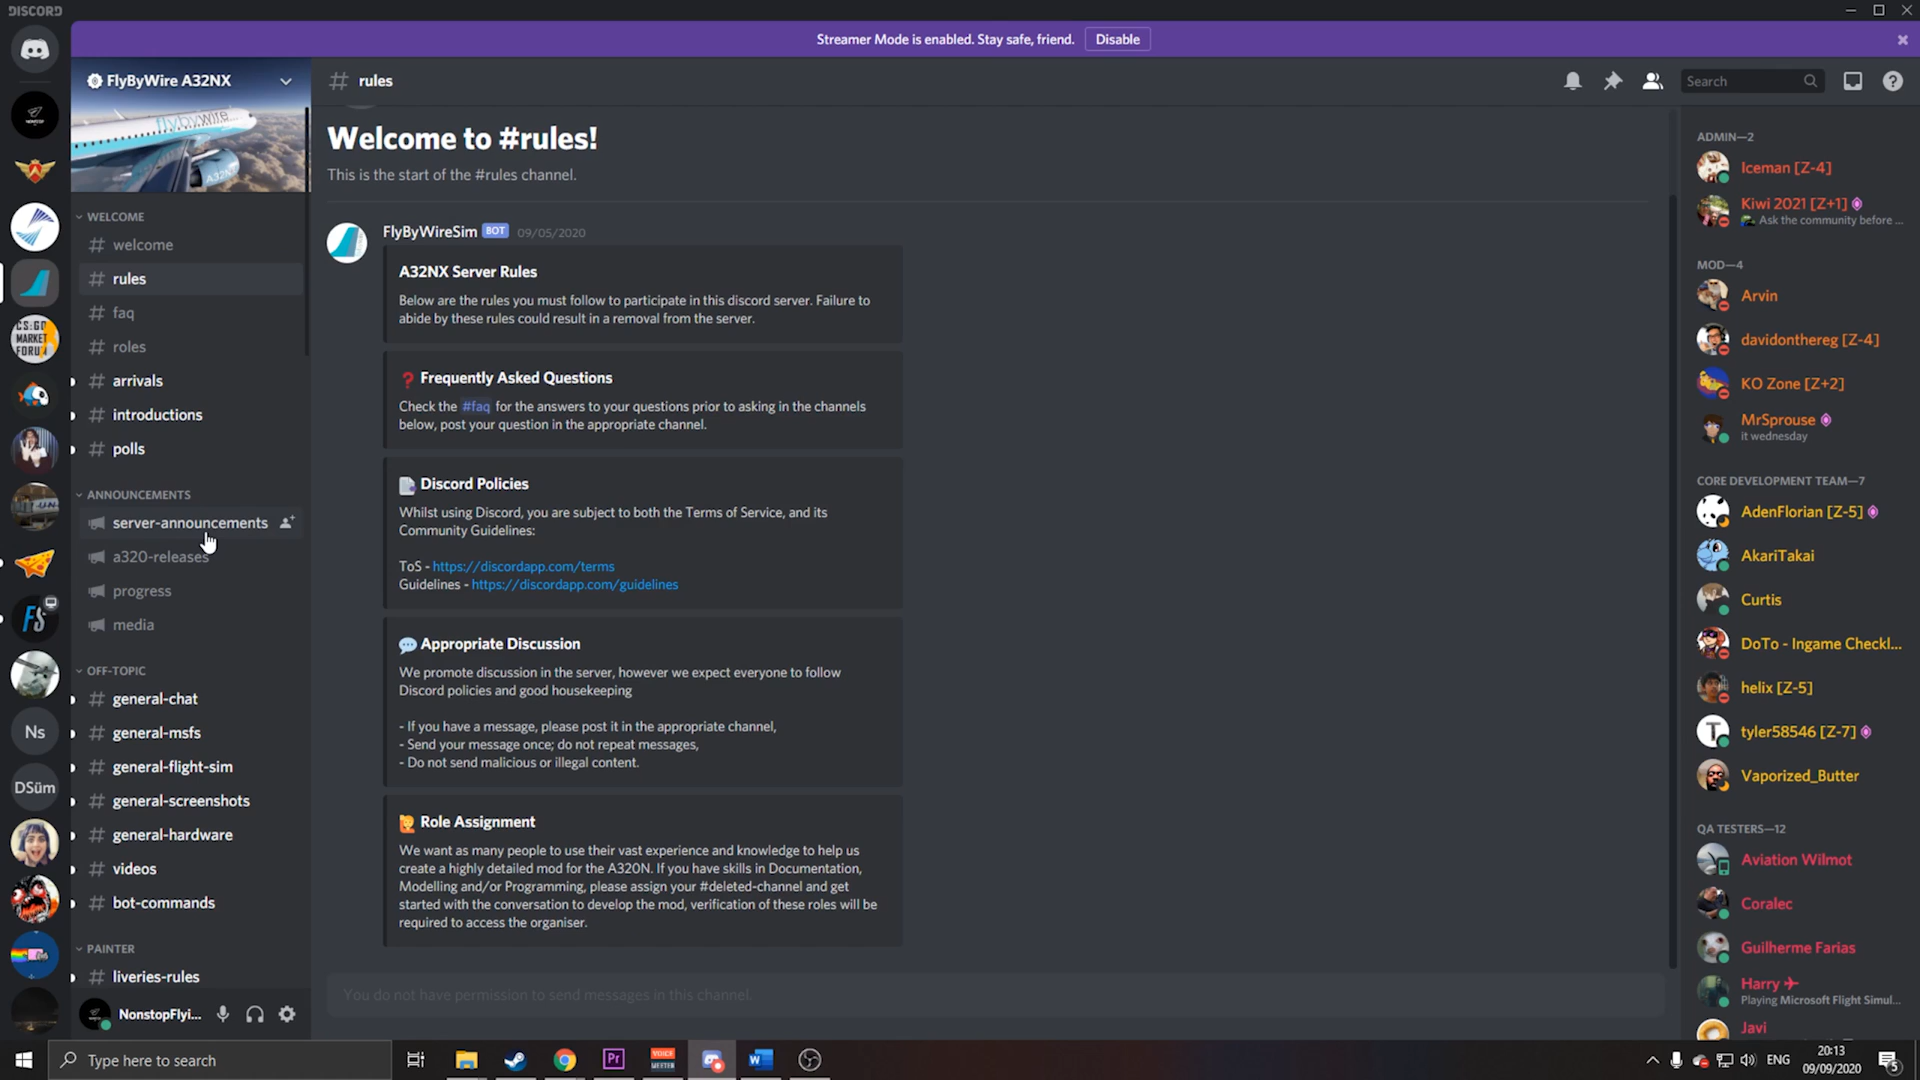 DISCORD
Streamer Mode is enabled. Stay safe, friend.
Disable
FlyByWire A32NX
flybywire
A32NX
WELCOME
welcome
rules
faq
roles
arrivals
introductions
polls
ANNOUNCEMENTS
server-announcements
a320-releases
progress
media
OFF-TOPIC
general-chat
general-msfs
general-flight-sim
general-screenshots
general-hardware
videos
bot-commands
PAINTER
liveries-rules
NonstopFlyi...
NONSTOP
CS:GO
MARKET
FORUM
FS
Ns
DSüm
# rules
Search
Welcome to #rules!
This is the start of the #rules channel.
FlyByWireSim BOT 09/05/2020
A32NX Server Rules
Below are the rules you must follow to participate in this discord server. Failure to
abide by these rules could result in a removal from the server.
❓ Frequently Asked Questions
Check the #faq for the answers to your questions prior to asking in the channels
below, post your question in the appropriate channel.
Discord Policies
Whilst using Discord, you are subject to both the Terms of Service, and its
Community Guidelines:
ToS - https://discordapp.com/terms
Guidelines - https://discordapp.com/guidelines
Appropriate Discussion
We promote discussion in the server, however we expect everyone to follow
Discord policies and good housekeeping
- If you have a message, please post it in the appropriate channel,
- Send your message once; do not repeat messages,
- Do not send malicious or illegal content.
Role Assignment
We want as many people to use their vast experience and knowledge to help us
create a highly detailed mod for the A320N. If you have skills in Documentation,
Modelling and/or Programming, please assign your #deleted-channel and get
started with the conversation to develop the mod, verification of these roles will be
required to access the organiser.
You do not have permission to send messages in this channel.
ADMIN—2
Iceman [Z-4]
Kiwi 2021 [Z+1]
Ask the community before ...
MOD—4
Arvin
davidonthereg [Z-4]
KO Zone [Z+2]
MrSprouse
it wednesday
CORE DEVELOPMENT TEAM—7
AdenFlorian [Z-5]
AkariTakai
Curtis
DoTo - Ingame Checkl...
helix [Z-5]
T tyler58546 [Z-7]
Vaporized_Butter
QA TESTERS—12
Aviation Wilmot
Coralec
Guilherme Farias
Harry ✈
Playing Microsoft Flight Simul...
Javi
Type here to search
Pr
VOICE
MEETER
ENG
20:13
09/09/2020
5